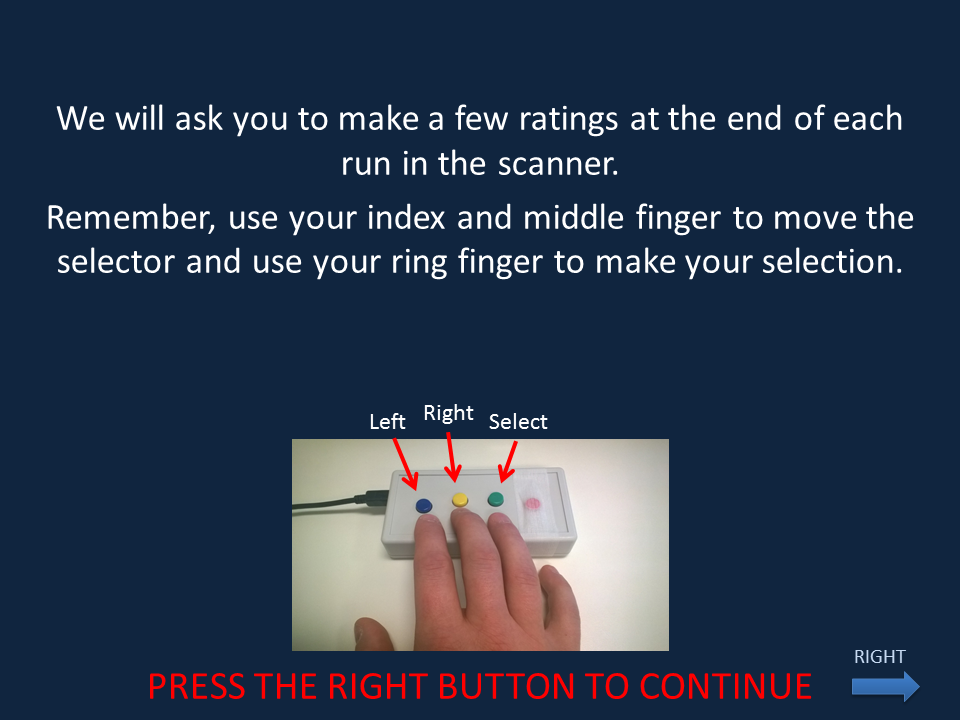 We will ask you to make a few ratings at the end of each
run in the scanner.
Remember, use your index and middle finger to move the
selector and use your ring finger to make your selection.
Left Right Select
RIGHT
PRESS THE RIGHT BUTTON TO CONTINUE